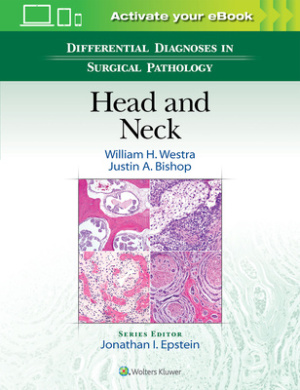 Activate your eBook
DIFFERENTIAL DIAGNOSES IN
SURGICAL PATHOLOGY
Head and
Neck
William H. Westra
Justin A. Bishop
SERIES EDITOR
Jonathan I. Epstein
Wolters Kluwer